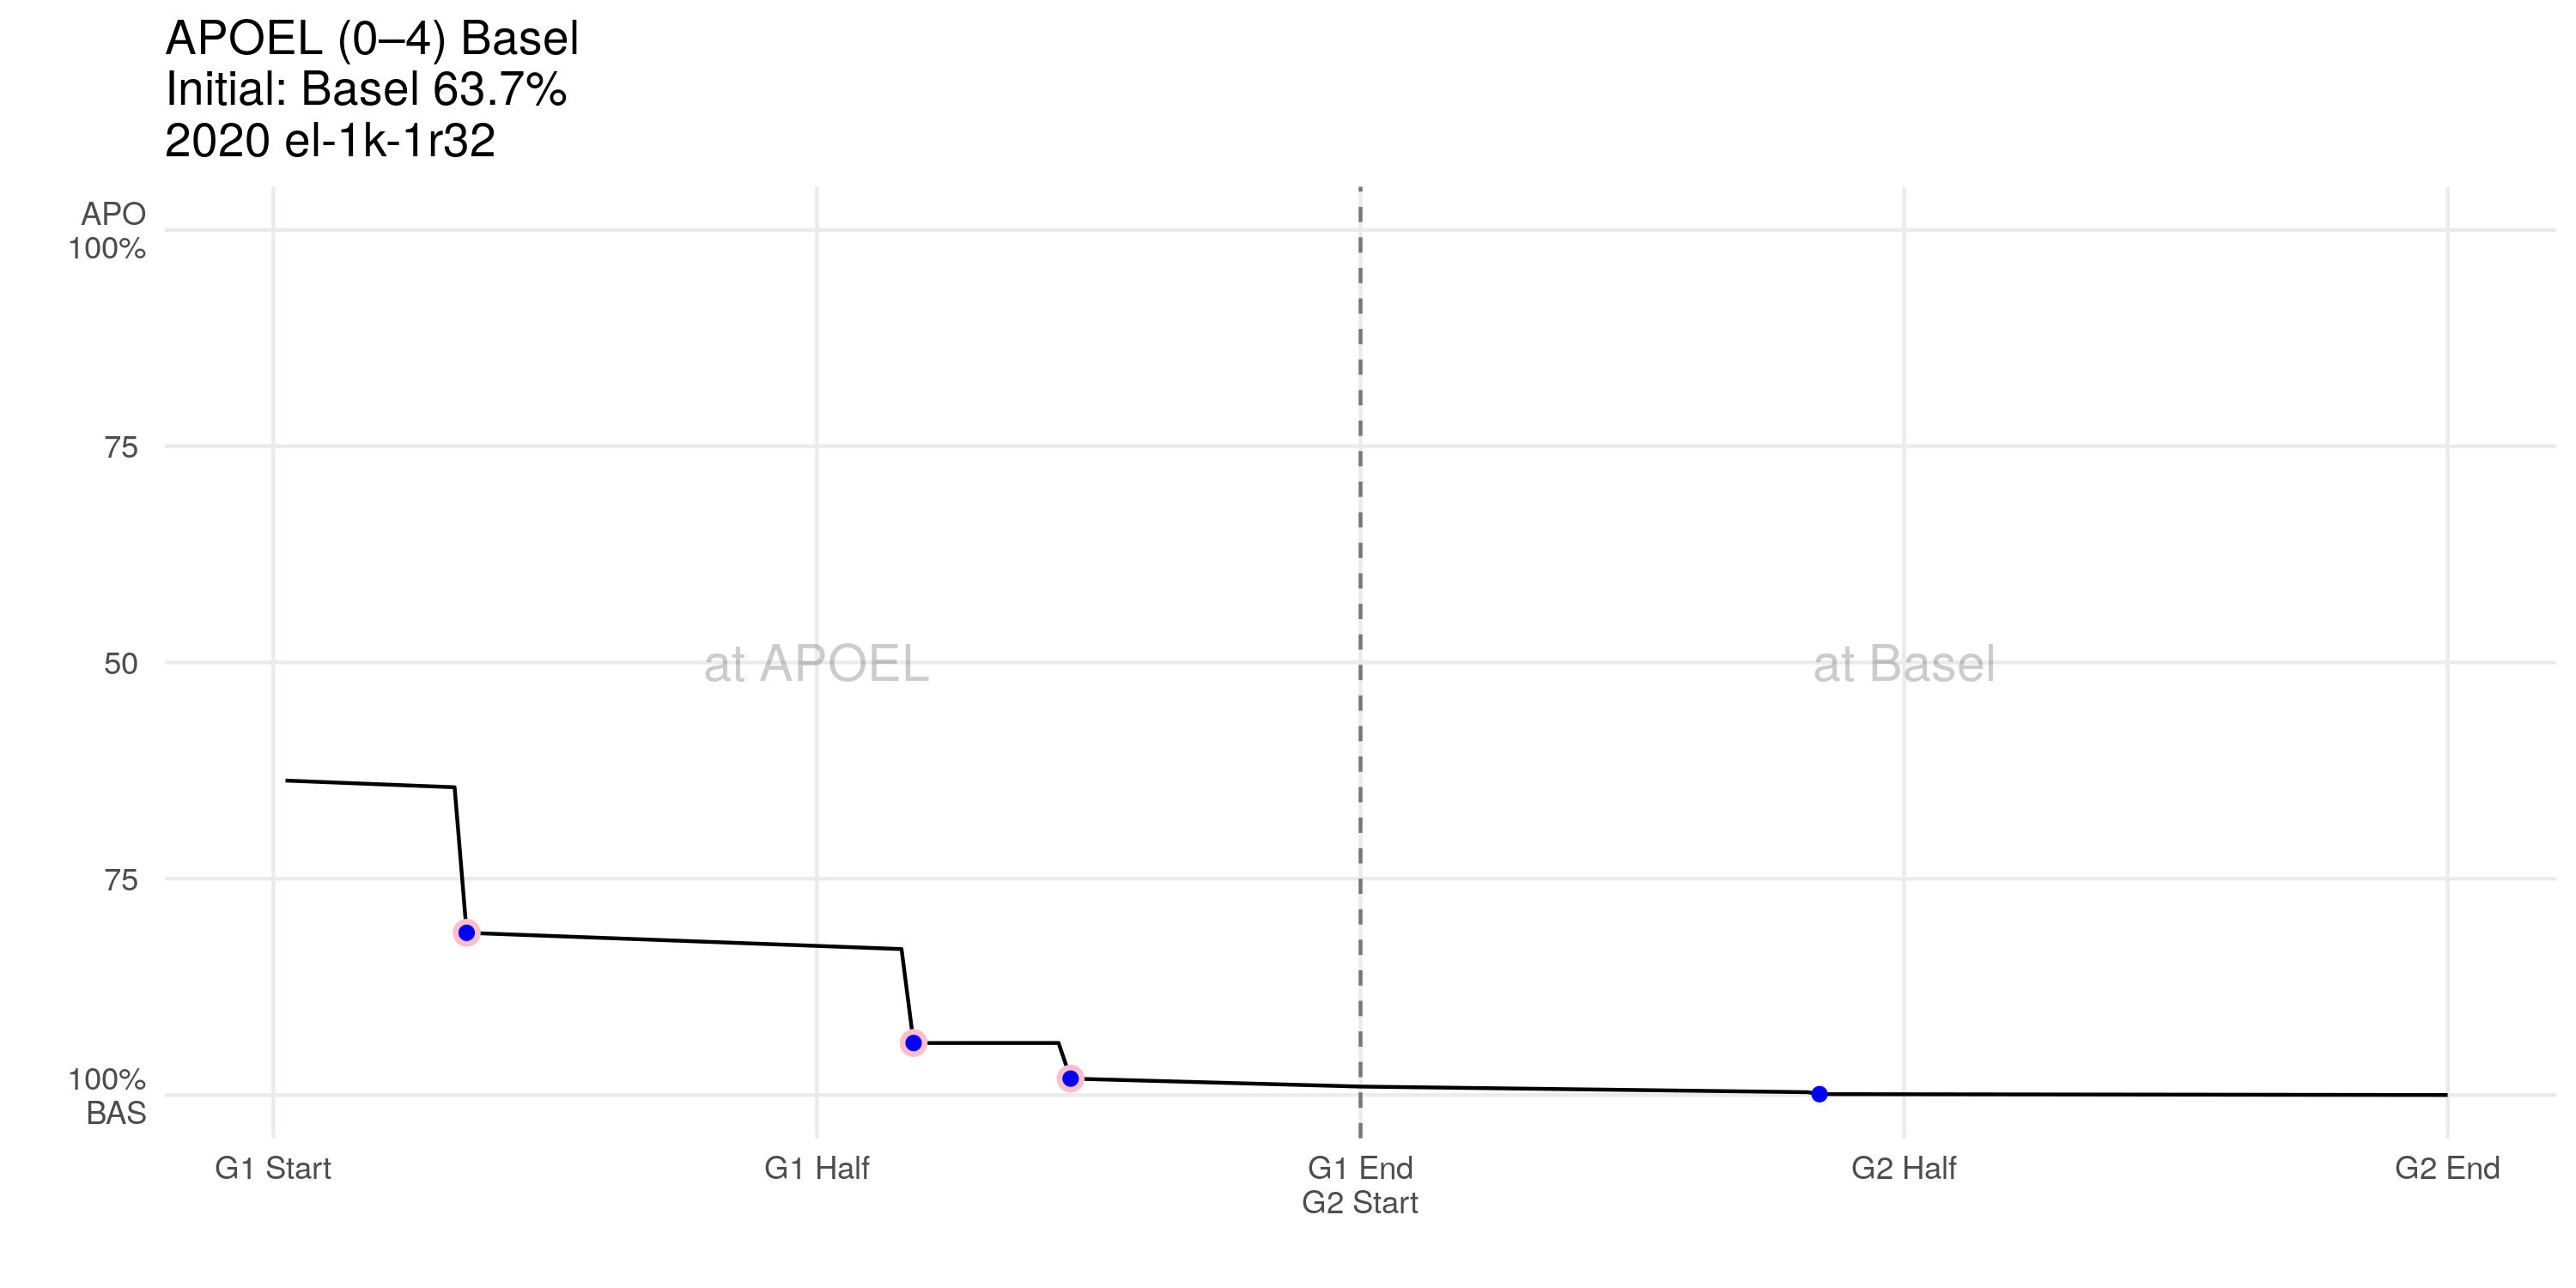 APOEL (0–4) Basel
Initial: Basel 63.7%
2020 el-1k-1r32
APO
100%
75
50
75
100%
BAS
at APOEL
at Basel
G1 Start
G1 Half
G1 End
G2 Start
G2 Half
G2 End